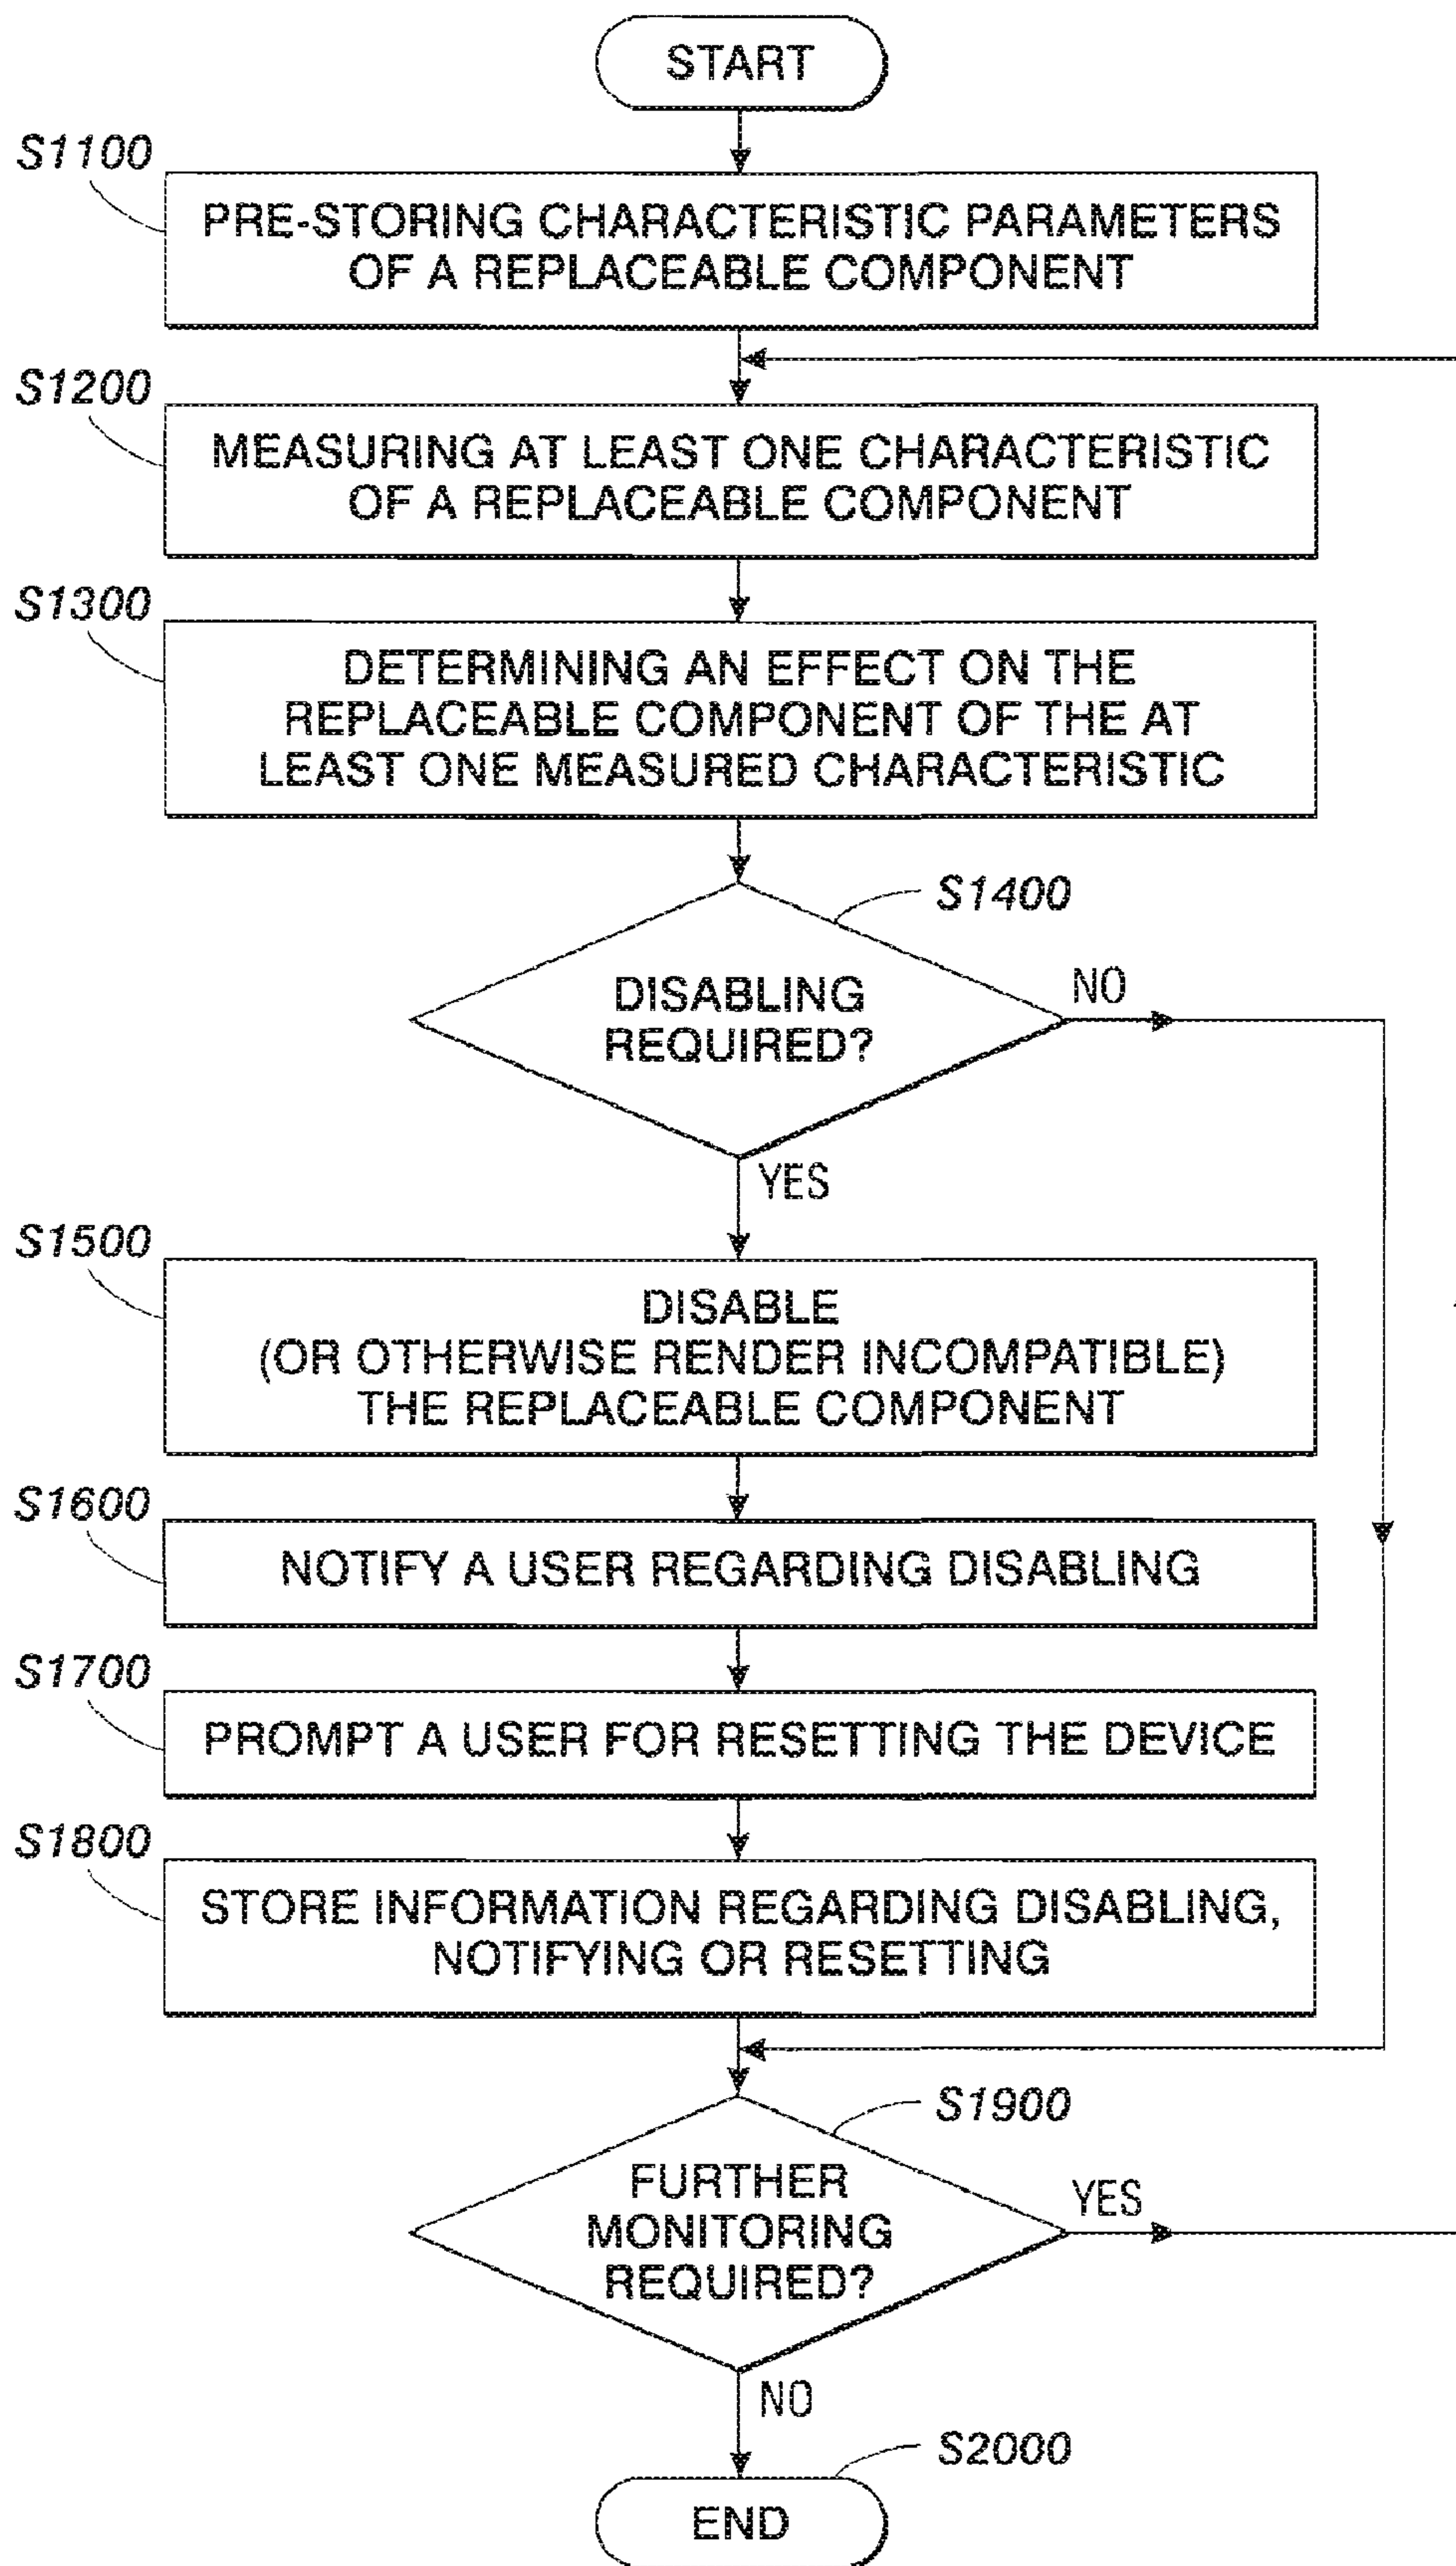 START
S1100
PRE-STORING CHARACTERISTIC PARAMETERS
OF A REPLACEABLE COMPONENT
S1200
MEASURING AT LEAST ONE CHARACTERISTIC
OF A REPLACEABLE COMPONENT
S1300
DETERMINING AN EFFECT ON THE
REPLACEABLE COMPONENT OF THE AT
LEAST ONE MEASURED CHARACTERISTIC
S1400
DISABLING
REQUIRED?
NO
YES
S1500
DISABLE
(OR OTHERWISE RENDER INCOMPATIBLE)
THE REPLACEABLE COMPONENT
S1600
NOTIFY A USER REGARDING DISABLING
S1700
PROMPT A USER FOR RESETTING THE DEVICE
S1800
STORE INFORMATION REGARDING DISABLING,
NOTIFYING OR RESETTING
S1900
FURTHER
MONITORING
REQUIRED?
YES
NO
S2000
END